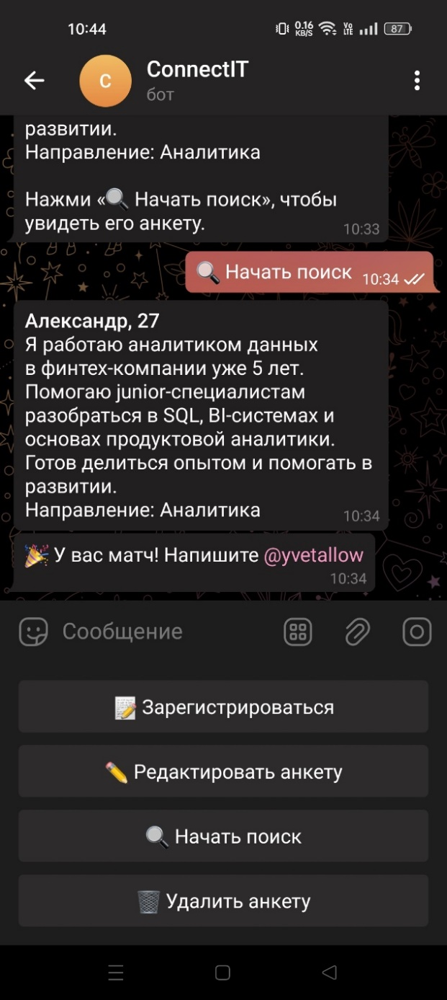 10:44
0.16
KB/S
Vo
LTE
87
C
ConnectIT
бот
развитии.
Направление: Аналитика
Нажми «🔍 Начать поиск», чтобы
увидеть его анкету.
10:33
🔍 Начать поиск 10:34
Александр, 27
Я работаю аналитиком данных
в финтех-компании уже 5 лет.
Помогаю junior-специалистам
разобраться в SQL, BI-системах и
основах продуктовой аналитики.
Готов делиться опытом и помогать в
развитии.
Направление: Аналитика
10:34
🎉 У вас матч! Напишите @yvetallow
10:34
Сообщение
📝 Зарегистрироваться
✏️ Редактировать анкету
🔍 Начать поиск
🗑️ Удалить анкету